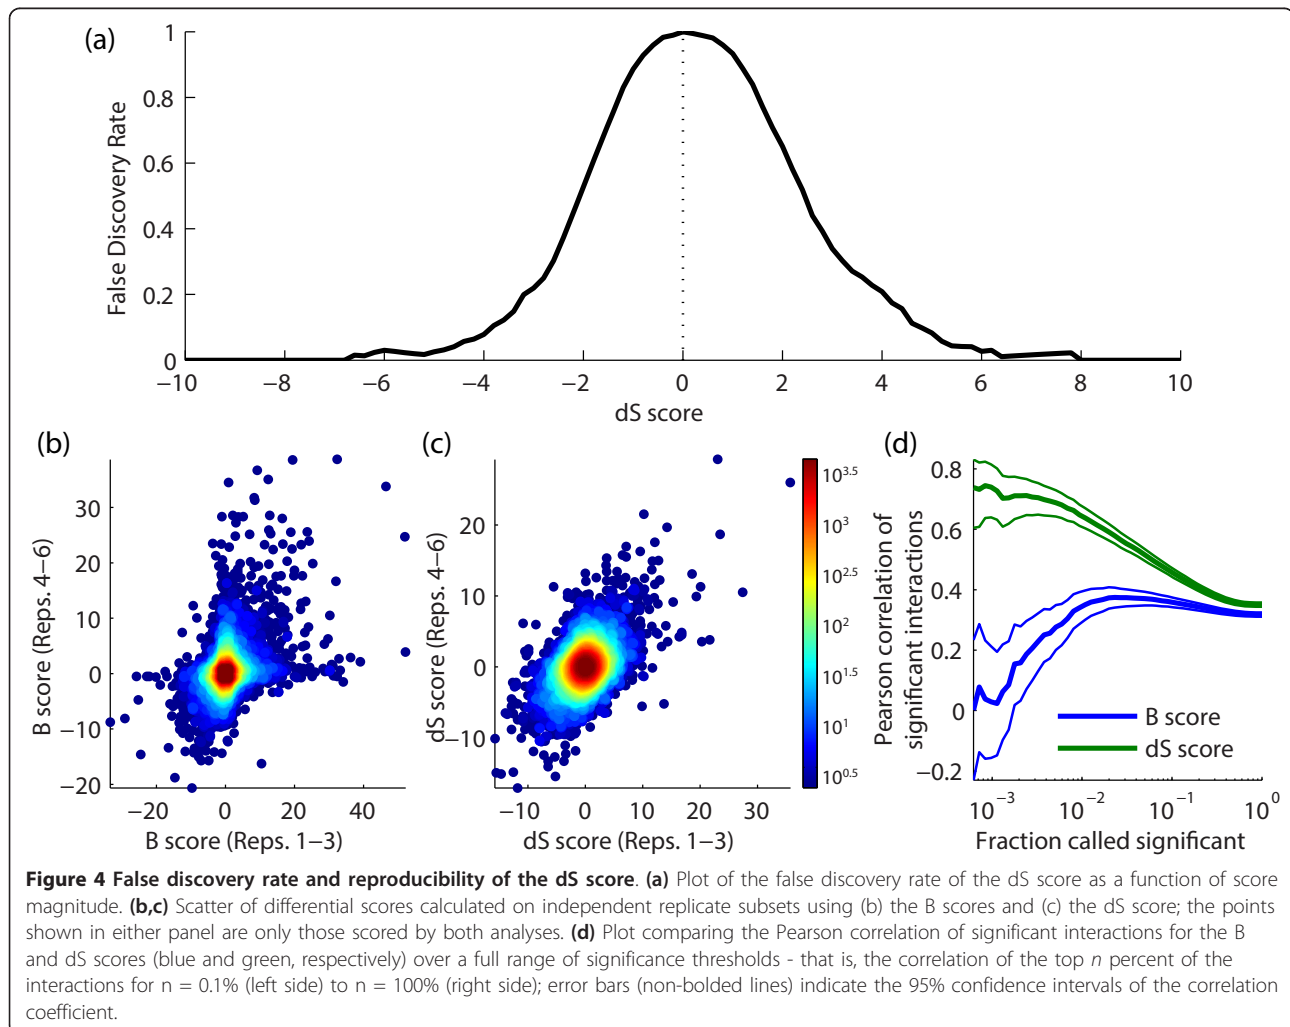 (a)
False Discovery Rate
1
0.8
0.6
0.4
0.2
0
−10 −8 −6 −4 −2 0 2 4 6 8 10
dS score
(b)
B score (Reps. 4−6)
30
20
10
0
−10
−20
−20 0 20 40
B score (Reps. 1−3)
(c)
dS score (Reps. 4−6)
20
10
0
−10
−10 0 10 20 30
dS score (Reps. 1−3)
10^3.5
10^3
10^2.5
10^2
10^1.5
10^1
10^0.5
(d)
Pearson correlation of
significant interactions
0.8
0.6
0.4
0.2
0
−0.2
B score
dS score
10^−3 10^−2 10^−1 10^0
Fraction called significant
Figure 4 False discovery rate and reproducibility of the dS score. (a) Plot of the false discovery rate of the dS score as a function of score
magnitude. (b,c) Scatter of differential scores calculated on independent replicate subsets using (b) the B scores and (c) the dS score; the points
shown in either panel are only those scored by both analyses. (d) Plot comparing the Pearson correlation of significant interactions for the B
and dS scores (blue and green, respectively) over a full range of significance thresholds - that is, the correlation of the top n percent of the
interactions for n = 0.1% (left side) to n = 100% (right side); error bars (non-bolded lines) indicate the 95% confidence intervals of the correlation
coefficient.